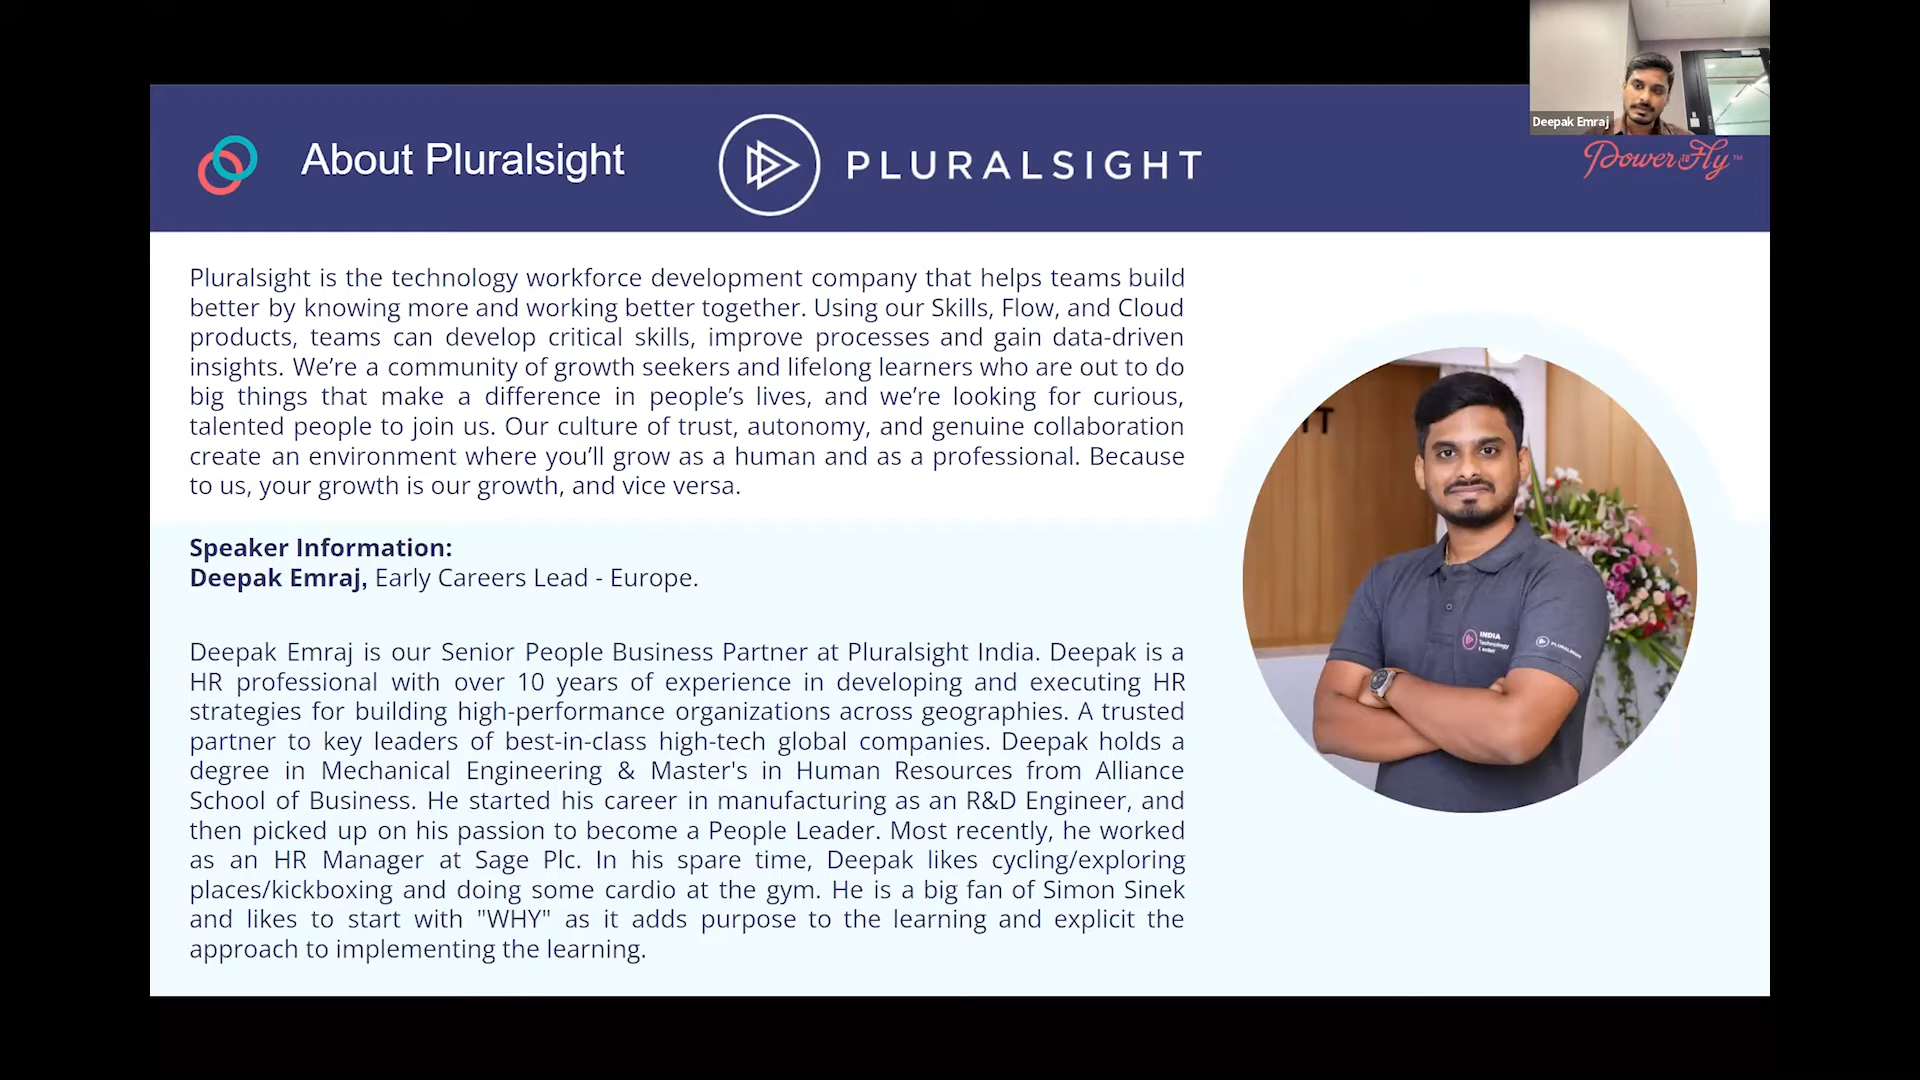 Deepak Emraj
About Pluralsight
PLURALSIGHT
Power to Fly™
Pluralsight is the technology workforce development company that helps teams build
better by knowing more and working better together. Using our Skills, Flow, and Cloud
products, teams can develop critical skills, improve processes and gain data-driven
insights. We’re a community of growth seekers and lifelong learners who are out to do
big things that make a difference in people’s lives, and we’re looking for curious,
talented people to join us. Our culture of trust, autonomy, and genuine collaboration
create an environment where you’ll grow as a human and as a professional. Because
to us, your growth is our growth, and vice versa.
Speaker Information:
Deepak Emraj, Early Careers Lead - Europe.
Deepak Emraj is our Senior People Business Partner at Pluralsight India. Deepak is a
HR professional with over 10 years of experience in developing and executing HR
strategies for building high-performance organizations across geographies. A trusted
partner to key leaders of best-in-class high-tech global companies. Deepak holds a
degree in Mechanical Engineering & Master's in Human Resources from Alliance
School of Business. He started his career in manufacturing as an R&D Engineer, and
then picked up on his passion to become a People Leader. Most recently, he worked
as an HR Manager at Sage Plc. In his spare time, Deepak likes cycling/exploring
places/kickboxing and doing some cardio at the gym. He is a big fan of Simon Sinek
and likes to start with "WHY" as it adds purpose to the learning and explicit the
approach to implementing the learning.
INDIA
Technology
PLURALSIGHT